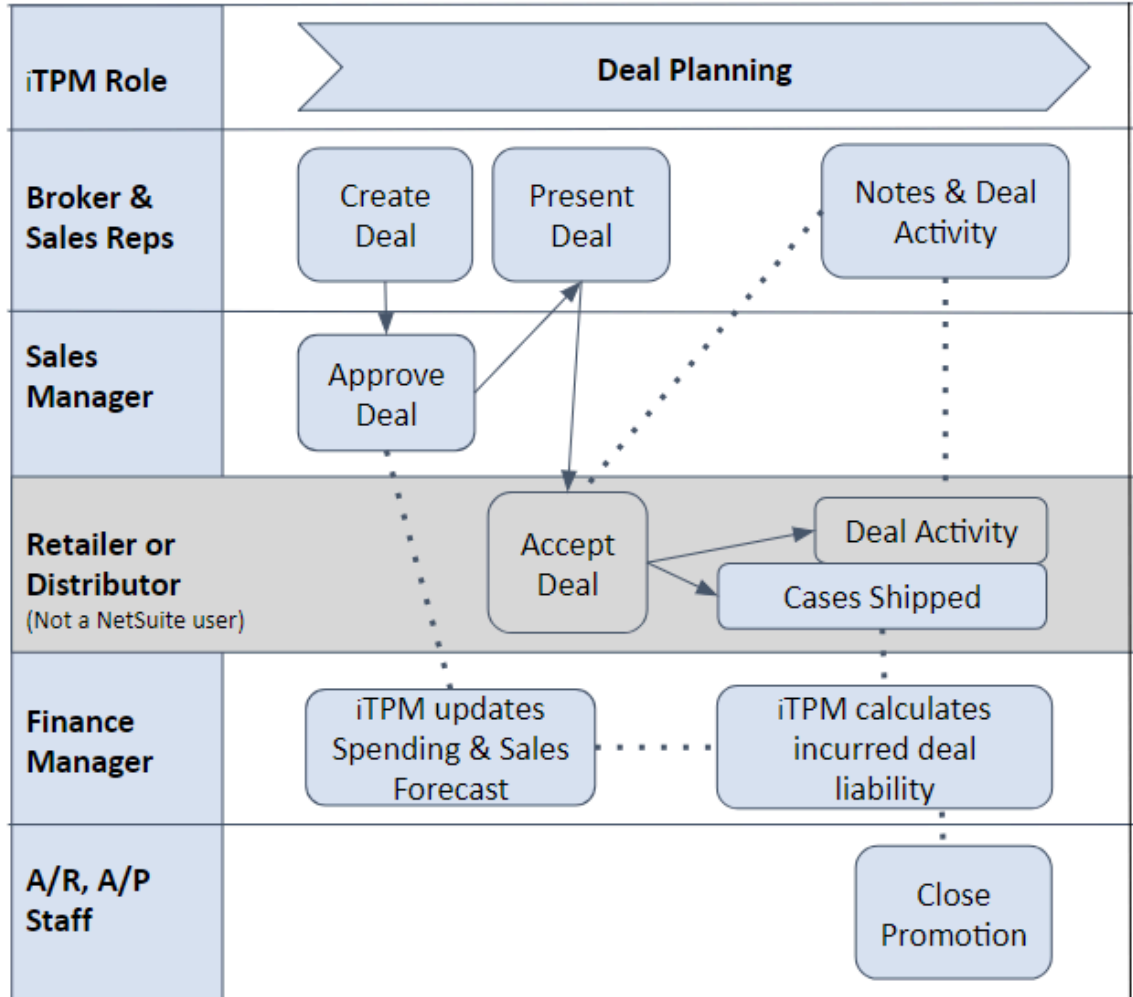 iTPM Role
Deal Planning
Broker &
Sales Reps
Create
Deal
Present
Deal
Notes & Deal
Activity
Sales
Manager
Approve
Deal
Retailer or
Distributor
(Not a NetSuite user)
Accept
Deal
Deal Activity
Cases Shipped
Finance
Manager
iTPM updates
Spending & Sales
Forecast
iTPM calculates
incurred deal
liability
A/R, A/P
Staff
Close
Promotion